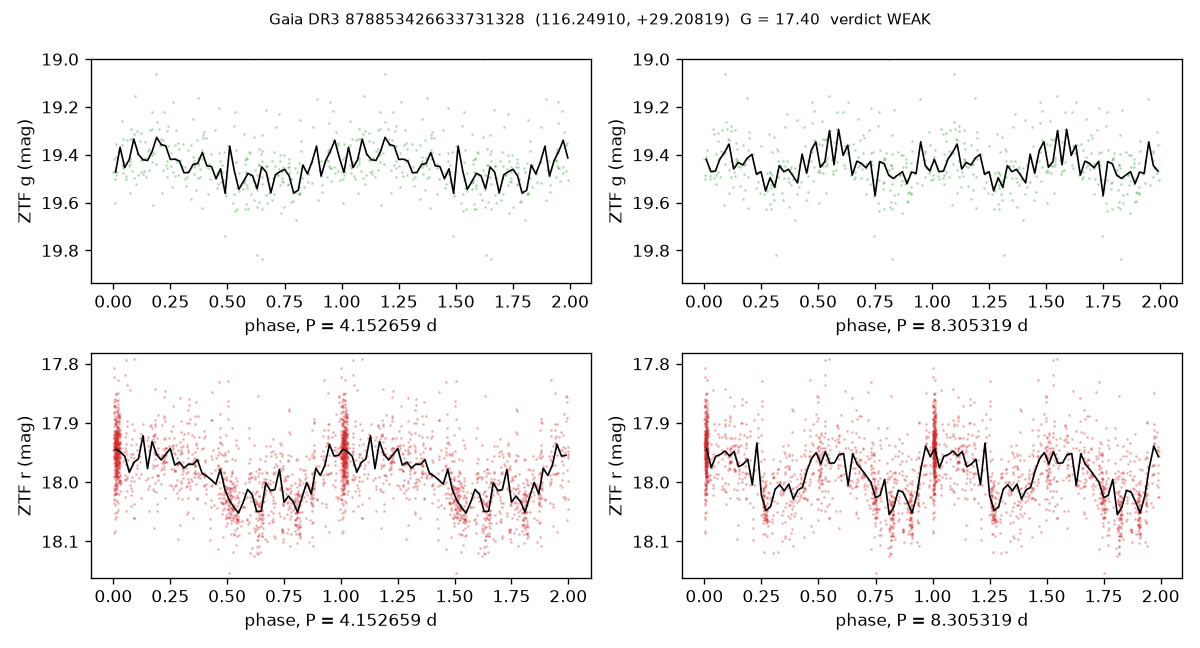 Gaia DR3 878853426633731328  (116.24910, +29.20819)  G = 17.40  verdict WEAK
ZTF g (mag)
19.0
19.2
19.4
19.6
19.8
0.00 0.25 0.50 0.75 1.00 1.25 1.50 1.75 2.00
phase, P = 4.152659 d
ZTF g (mag)
19.0
19.2
19.4
19.6
19.8
0.00 0.25 0.50 0.75 1.00 1.25 1.50 1.75 2.00
phase, P = 8.305319 d
ZTF r (mag)
17.8
17.9
18.0
18.1
0.00 0.25 0.50 0.75 1.00 1.25 1.50 1.75 2.00
phase, P = 4.152659 d
ZTF r (mag)
17.8
17.9
18.0
18.1
0.00 0.25 0.50 0.75 1.00 1.25 1.50 1.75 2.00
phase, P = 8.305319 d